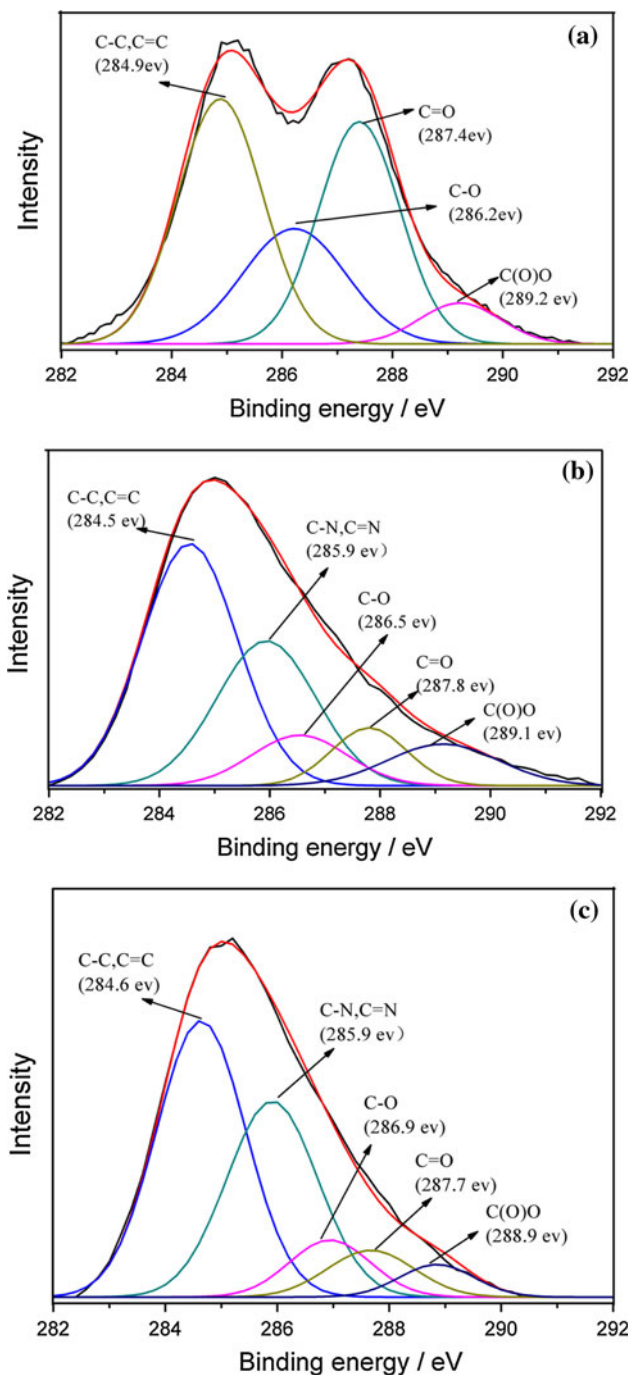 (a)
C-C,C=C
(284.9ev)
C=O
(287.4ev)
C-O
(286.2ev)
C(O)O
(289.2 ev)
Intensity
282 284 286 288 290 292
Binding energy / eV
(b)
C-C,C=C
(284.5 ev)
C-N,C=N
(285.9 ev）
C-O
(286.5 ev)
C=O
(287.8 ev)
C(O)O
(289.1 ev)
Intensity
282 284 286 288 290 292
Binding energy / eV
(c)
C-C,C=C
(284.6 ev)
C-N,C=N
(285.9 ev）
C-O
(286.9 ev)
C=O
(287.7 ev)
C(O)O
(288.9 ev)
Intensity
282 284 286 288 290 292
Binding energy / eV